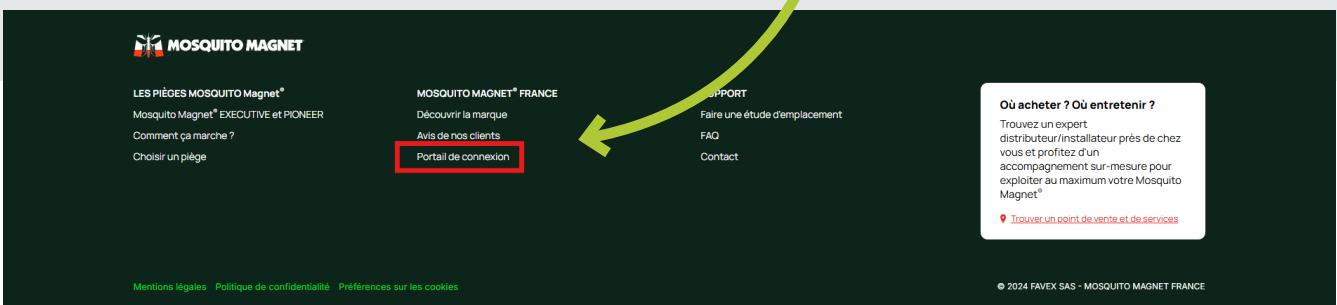 MOSQUITO MAGNET
LES PIÈGES MOSQUITO Magnet®
Mosquito Magnet® EXECUTIVE et PIONEER
Comment ça marche ?
Choisir un piège
MOSQUITO MAGNET® FRANCE
Découvrir la marque
Avis de nos clients
Portail de connexion
SUPPORT
Faire une étude d'emplacement
FAQ
Contact
Où acheter ? Où entretenir ?
Trouvez un expert
distributeur/installateur près de chez
vous et profitez d'un
accompagnement sur-mesure pour
exploiter au maximum votre Mosquito
Magnet®
Trouver un point de vente et de services
Mentions légales Politique de confidentialité Préférences sur les cookies
© 2024 FAVEX SAS - MOSQUITO MAGNET FRANCE